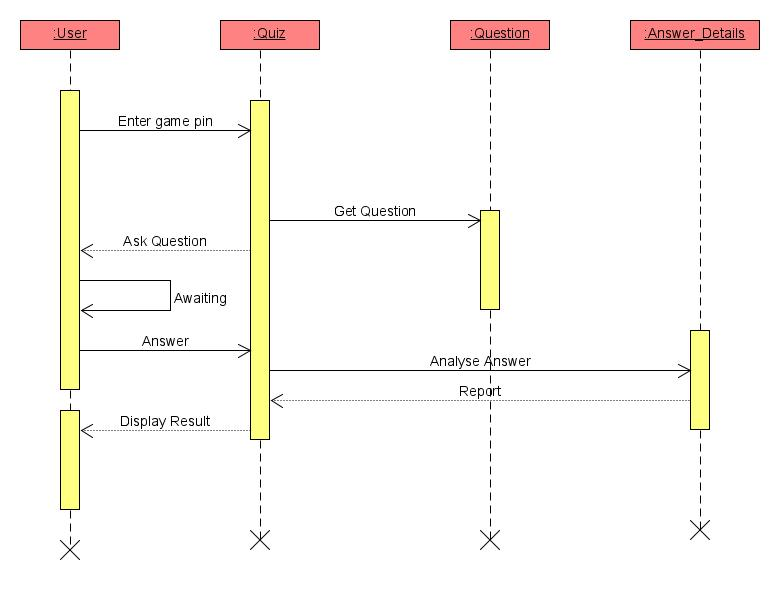 :User
:Quiz
:Question
:Answer_Details
Enter game pin
Get Question
Ask Question
Awaiting
Answer
Analyse Answer
Report
Display Result